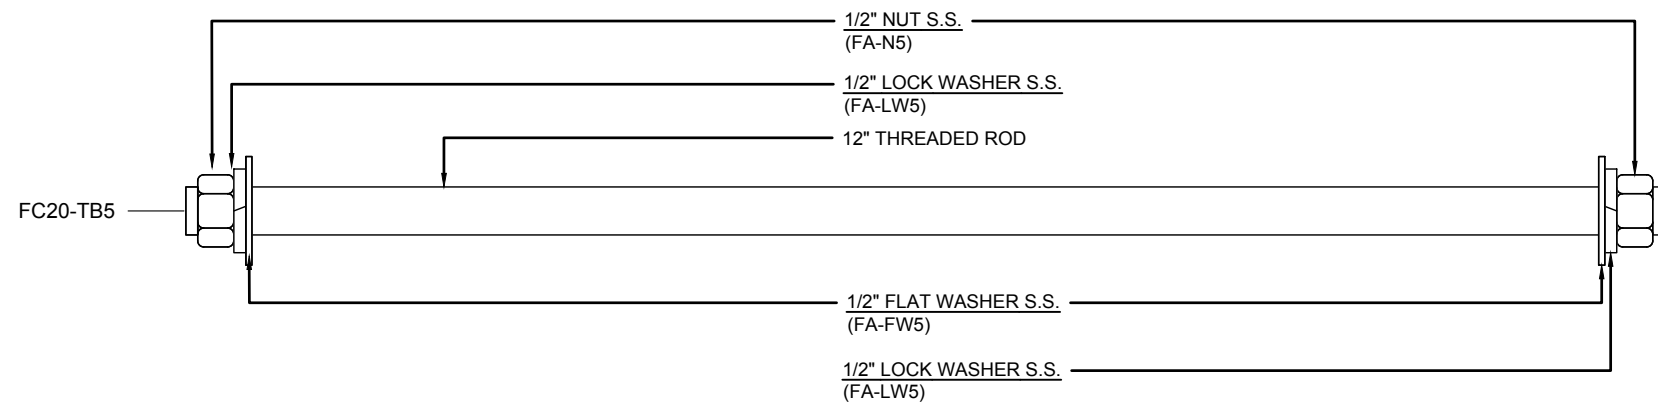 1/2" NUT S.S.
(FA-N5)
1/2" LOCK WASHER S.S.
(FA-LW5)
12" THREADED ROD
FC20-TB5
1/2" FLAT WASHER S.S.
(FA-FW5)
1/2" LOCK WASHER S.S.
(FA-LW5)